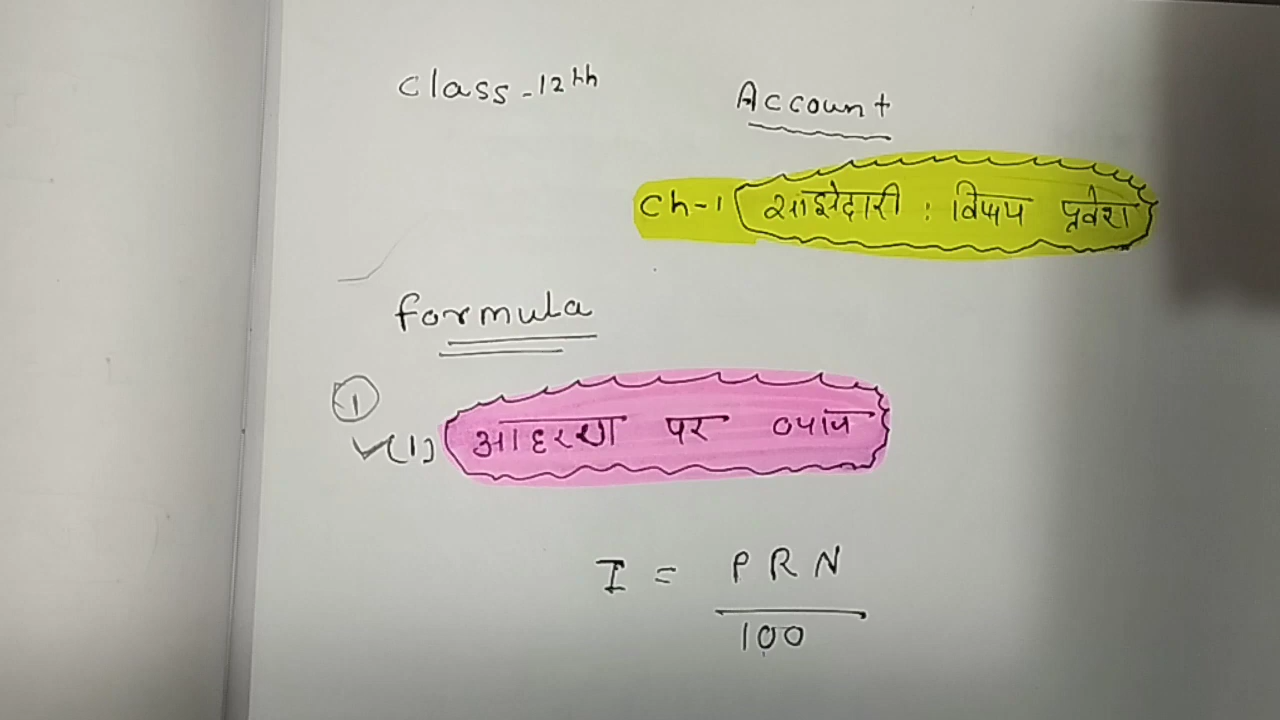 Class-12th
Account
Ch-1 साझेदारी : विषय प्रवेश
formula
1
(1) आहरण पर ब्याज
I = PRN
100